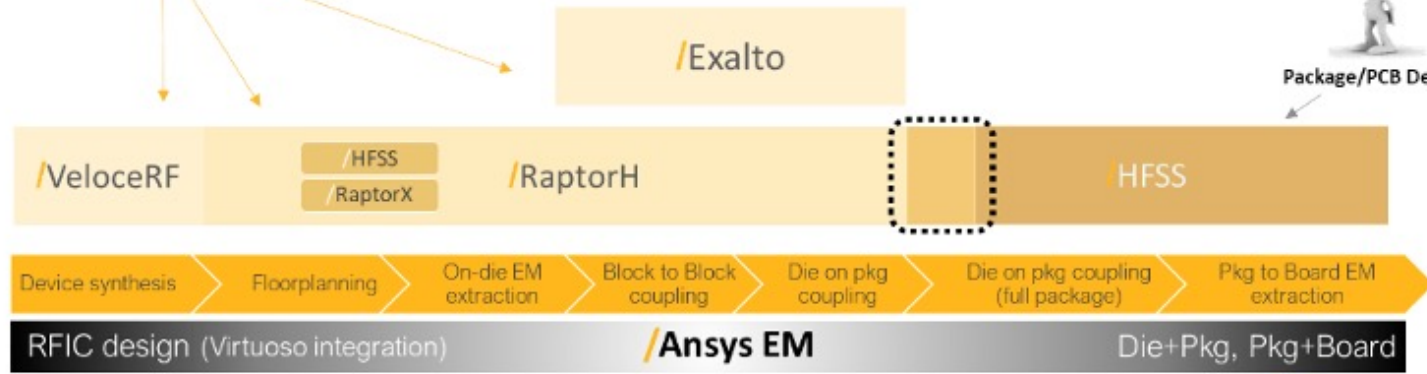 /Exalto
Package/PCB De
/VeloceRF
/HFSS
/RaptorX
/RaptorH
/HFSS
Device synthesis
Floorplanning
On-die EM
extraction
Block to Block
coupling
Die on pkg
coupling
Die on pkg coupling
(full package)
Pkg to Board EM
extraction
RFIC design (Virtuoso integration)
/Ansys EM
Die+Pkg, Pkg+Board